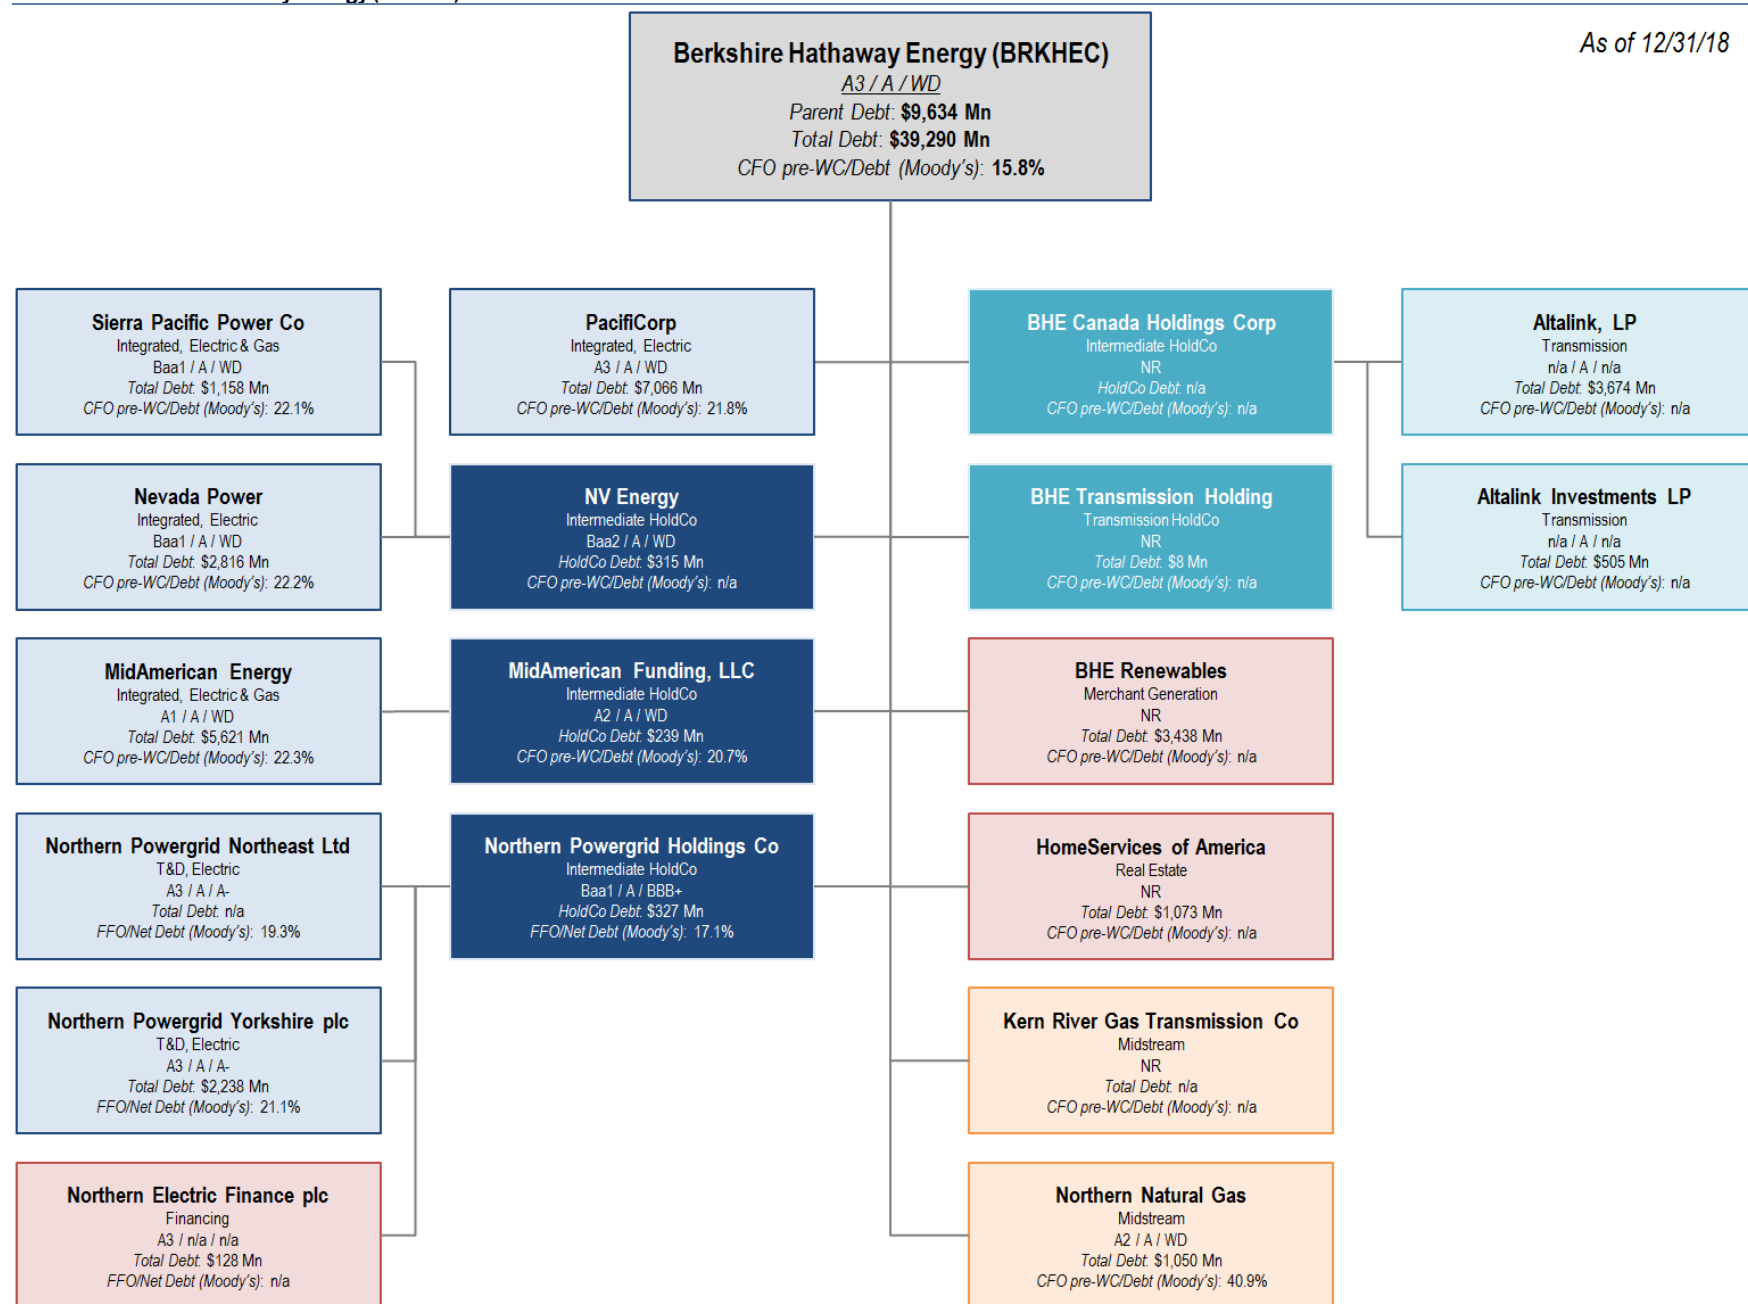 As of 12/31/18
Berkshire Hathaway Energy (BRKHEC)
A3 / A / WD
Parent Debt: $9,634 Mn
Total Debt: $39,290 Mn
CFO pre-WC/Debt (Moody's): 15.8%
Sierra Pacific Power Co
Integrated, Electric & Gas
Baa1 / A / WD
Total Debt: $1,158 Mn
CFO pre-WC/Debt (Moody's): 22.1%
PacifiCorp
Integrated, Electric
A3 / A / WD
Total Debt: $7,066 Mn
CFO pre-WC/Debt (Moody's): 21.8%
BHE Canada Holdings Corp
Intermediate HoldCo
NR
HoldCo Debt: n/a
CFO pre-WC/Debt (Moody's): n/a
Altalink, LP
Transmission
n/a / A / n/a
Total Debt: $3,674 Mn
CFO pre-WC/Debt (Moody's): n/a
Nevada Power
Integrated, Electric
Baa1 / A / WD
Total Debt: $2,816 Mn
CFO pre-WC/Debt (Moody's): 22.2%
NV Energy
Intermediate HoldCo
Baa2 / A / WD
HoldCo Debt: $315 Mn
CFO pre-WC/Debt (Moody's): n/a
BHE Transmission Holding
Transmission HoldCo
NR
Total Debt: $8 Mn
CFO pre-WC/Debt (Moody's): n/a
Altalink Investments LP
Transmission
n/a / A / n/a
Total Debt: $505 Mn
CFO pre-WC/Debt (Moody's): n/a
MidAmerican Energy
Integrated, Electric & Gas
A1 / A / WD
Total Debt: $5,621 Mn
CFO pre-WC/Debt (Moody's): 22.3%
MidAmerican Funding, LLC
Intermediate HoldCo
A2 / A / WD
HoldCo Debt: $239 Mn
CFO pre-WC/Debt (Moody's): 20.7%
BHE Renewables
Merchant Generation
NR
Total Debt: $3,438 Mn
CFO pre-WC/Debt (Moody's): n/a
Northern Powergrid Northeast Ltd
T&D, Electric
A3 / A / A-
Total Debt: n/a
FFO/Net Debt (Moody's): 19.3%
Northern Powergrid Holdings Co
Intermediate HoldCo
Baa1 / A / BBB+
HoldCo Debt: $327 Mn
FFO/Net Debt (Moody's): 17.1%
HomeServices of America
Real Estate
NR
Total Debt: $1,073 Mn
CFO pre-WC/Debt (Moody's): n/a
Northern Powergrid Yorkshire plc
T&D, Electric
A3 / A / A-
Total Debt: $2,238 Mn
FFO/Net Debt (Moody's): 21.1%
Kern River Gas Transmission Co
Midstream
NR
Total Debt: n/a
CFO pre-WC/Debt (Moody's): n/a
Northern Electric Finance plc
Financing
A3 / n/a / n/a
Total Debt: $128 Mn
FFO/Net Debt (Moody's): n/a
Northern Natural Gas
Midstream
A2 / A / WD
Total Debt: $1,050 Mn
CFO pre-WC/Debt (Moody's): 40.9%